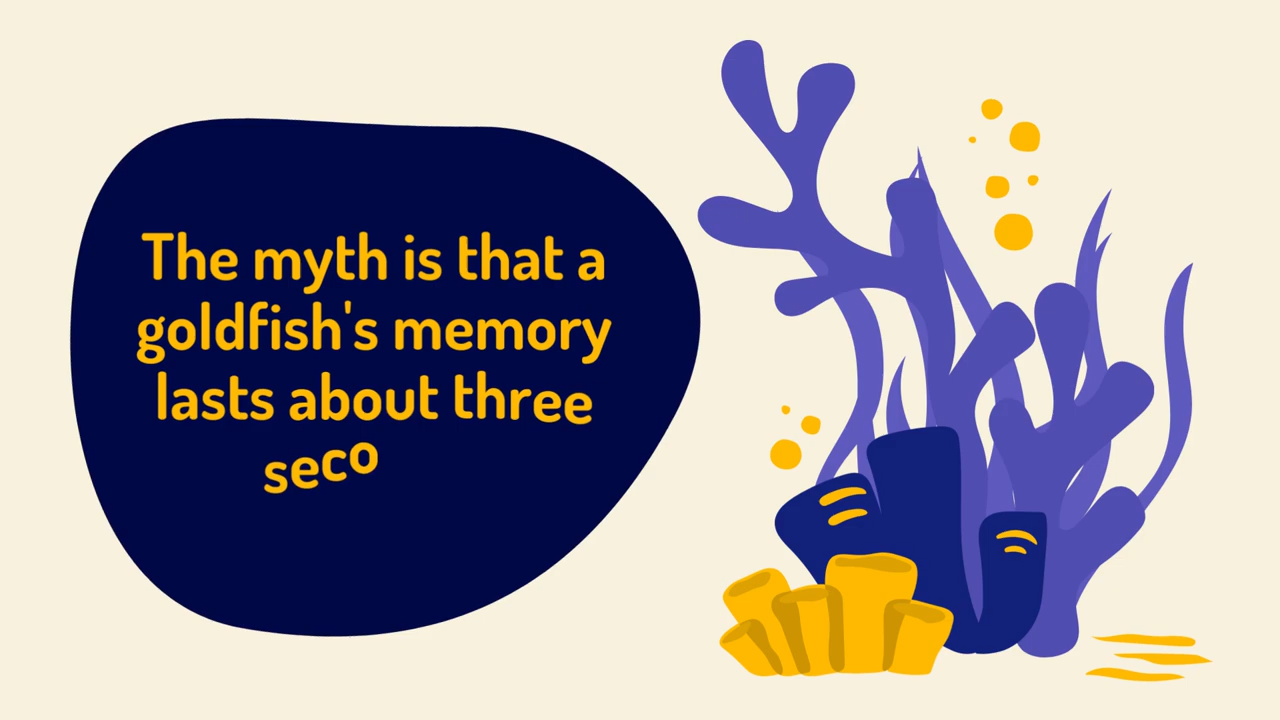 The myth is that a
goldfish's memory
lasts about three
seco